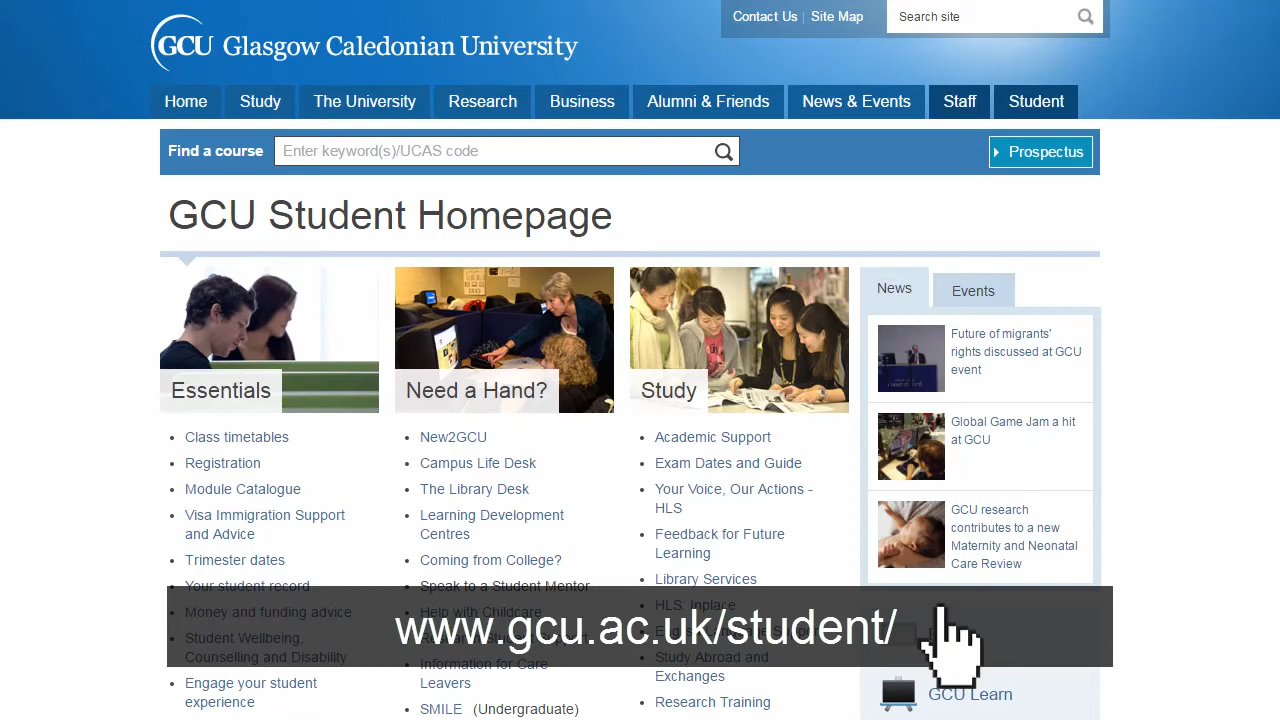 GCU Glasgow Caledonian University
Contact Us | Site Map
Search site
Home
Study
The University
Research
Business
Alumni & Friends
News & Events
Staff
Student
Find a course
Enter keyword(s)/UCAS code
Prospectus
GCU Student Homepage
Essentials
Class timetables
Registration
Module Catalogue
Visa Immigration Support
and Advice
Trimester dates
Your student record
Money and funding advice
Student Wellbeing,
Counselling and Disability
Engage your student
experience
Need a Hand?
New2GCU
Campus Life Desk
The Library Desk
Learning Development
Centres
Coming from College?
Speak to a Student Mentor
Help with Childcare
Information for Care
Leavers
SMILE (Undergraduate)
Study
Academic Support
Exam Dates and Guide
Your Voice, Our Actions -
HLS
Feedback for Future
Learning
Library Services
HLS: Inplace
Study Abroad and
Exchanges
Research Training
News
Events
Future of migrants'
rights discussed at GCU
event
Global Game Jam a hit
at GCU
GCU research
contributes to a new
Maternity and Neonatal
Care Review
www.gcu.ac.uk/student/
GCU Learn